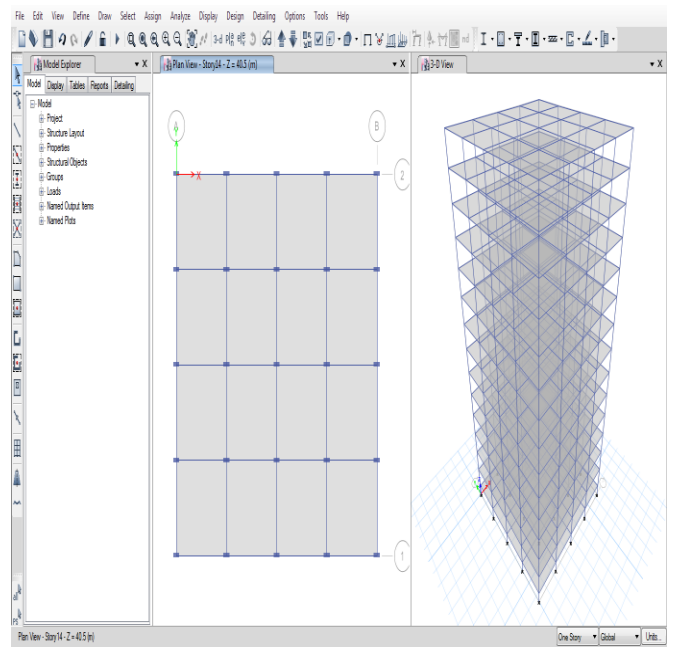 File Edit View Define Draw Select Assign Analyze Display Design Detailing Options Tools Help
3-d
Model Explorer
Plan View - Story14 - Z = 40.5 (m)
3-D View
Model Display Tables Reports Detailing
Model
Project
Structure Layout
Properties
Structural Objects
Groups
Loads
Named Output Items
Named Plots
A
B
Y
X
2
1
Plan View - Story14 - Z = 40.5 (m)
One Story
Global
Units...